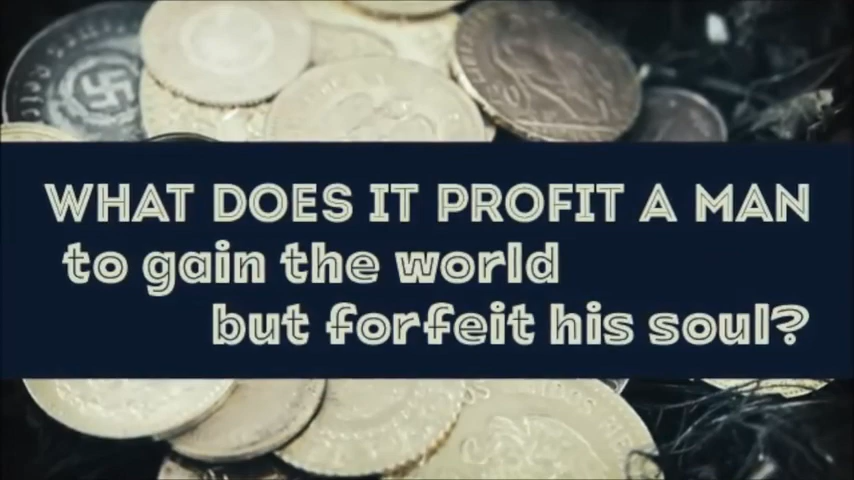 WHAT DOES IT PROFIT A MAN
to gain the world
but forfeit his soul?